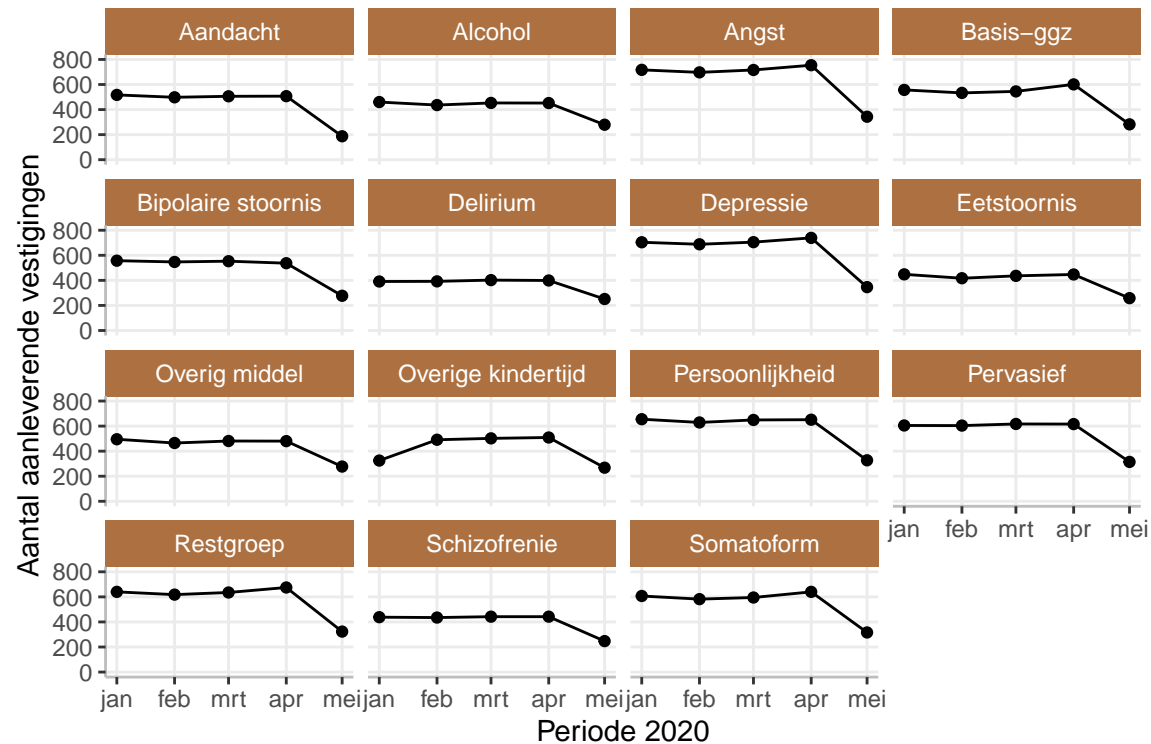 Aandacht Alcohol Angst Basis−ggz
800
600
400
200
0
Bipolaire stoornis Delirium Depressie Eetstoornis
800
600
400
200
0
Overig middel Overige kindertijd Persoonlijkheid Pervasief
800
600
400
200
0
jan feb mrt apr mei
Restgroep Schizofrenie Somatoform
800
600
400
200
0
jan feb mrt apr mei jan feb mrt apr mei jan feb mrt apr mei
Periode 2020
Aantal aanleverende vestigingen